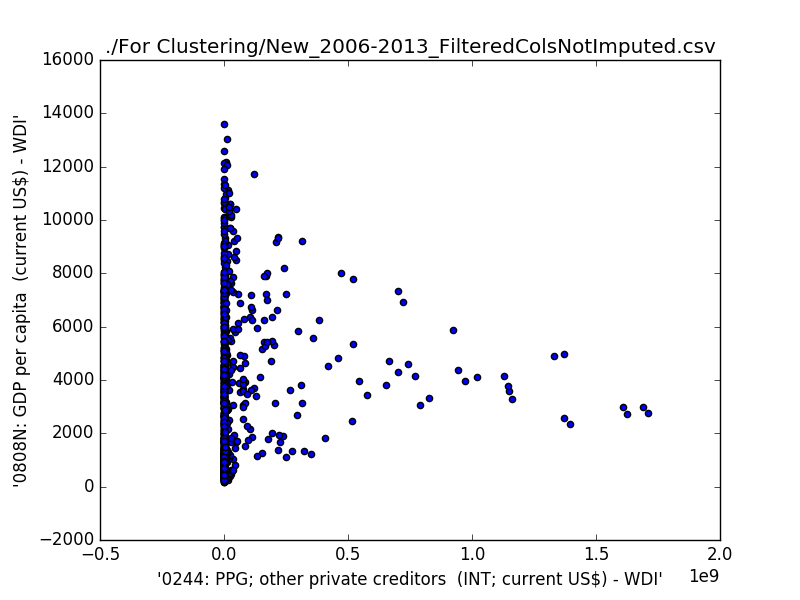 ./For Clustering/New_2006-2013_FilteredColsNotImputed.csv
16000
14000
12000
10000
8000
6000
4000
2000
0
−2000
'0808N: GDP per capita  (current US$) - WDI'
−0.5 0.0 0.5 1.0 1.5 2.0
1e9
'0244: PPG; other private creditors  (INT; current US$) - WDI'